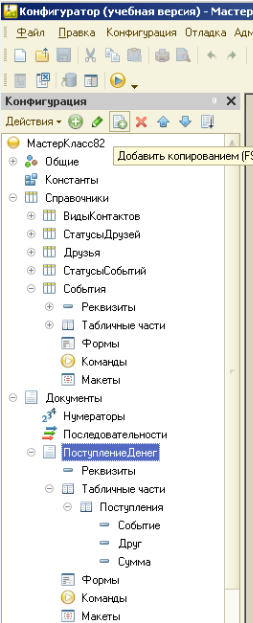 Конфигуратор (учебная версия) - Мастер
Файл Правка Конфигурация Отладка Адм
Конфигурация
Действия
МастерКласс82
Добавить копированием (F9
Общие
Константы
Справочники
ВидыКонтактов
СтатусыДрузей
Друзья
СтатусыСобытий
События
Реквизиты
Табличные части
Формы
Команды
Макеты
Документы
Нумераторы
Последовательности
ПоступлениеДенег
Реквизиты
Табличные части
Поступления
Событие
Друг
Сумма
Формы
Команды
Макеты